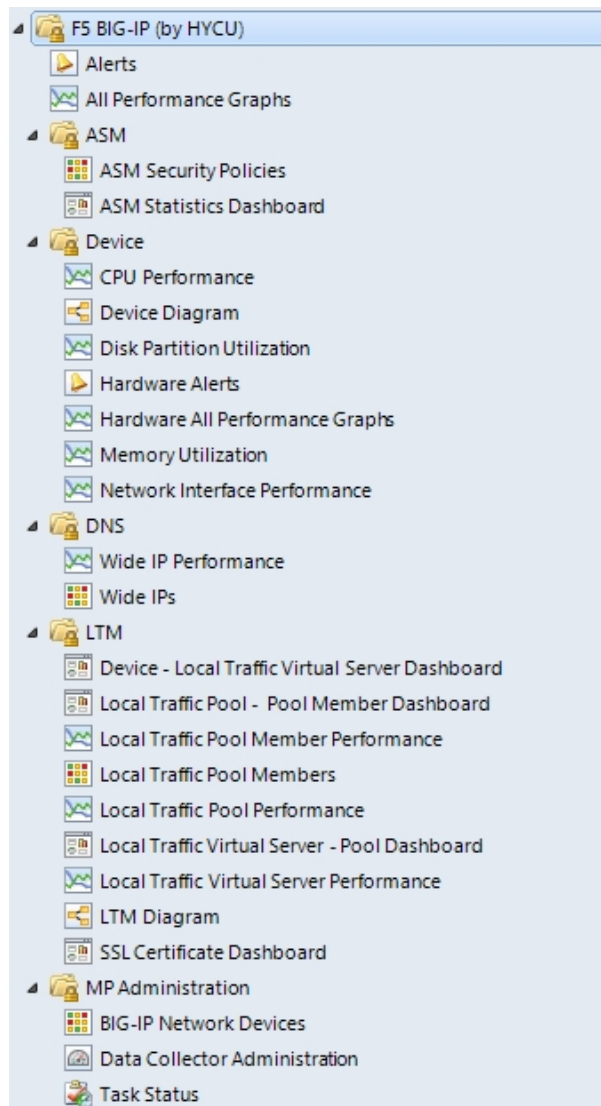 F5 BIG-IP (by HYCU)
Alerts
All Performance Graphs
ASM
ASM Security Policies
ASM Statistics Dashboard
Device
CPU Performance
Device Diagram
Disk Partition Utilization
Hardware Alerts
Hardware All Performance Graphs
Memory Utilization
Network Interface Performance
DNS
Wide IP Performance
Wide IPs
LTM
Device - Local Traffic Virtual Server Dashboard
Local Traffic Pool - Pool Member Dashboard
Local Traffic Pool Member Performance
Local Traffic Pool Members
Local Traffic Pool Performance
Local Traffic Virtual Server - Pool Dashboard
Local Traffic Virtual Server Performance
LTM Diagram
SSL Certificate Dashboard
MP Administration
BIG-IP Network Devices
Data Collector Administration
Task Status